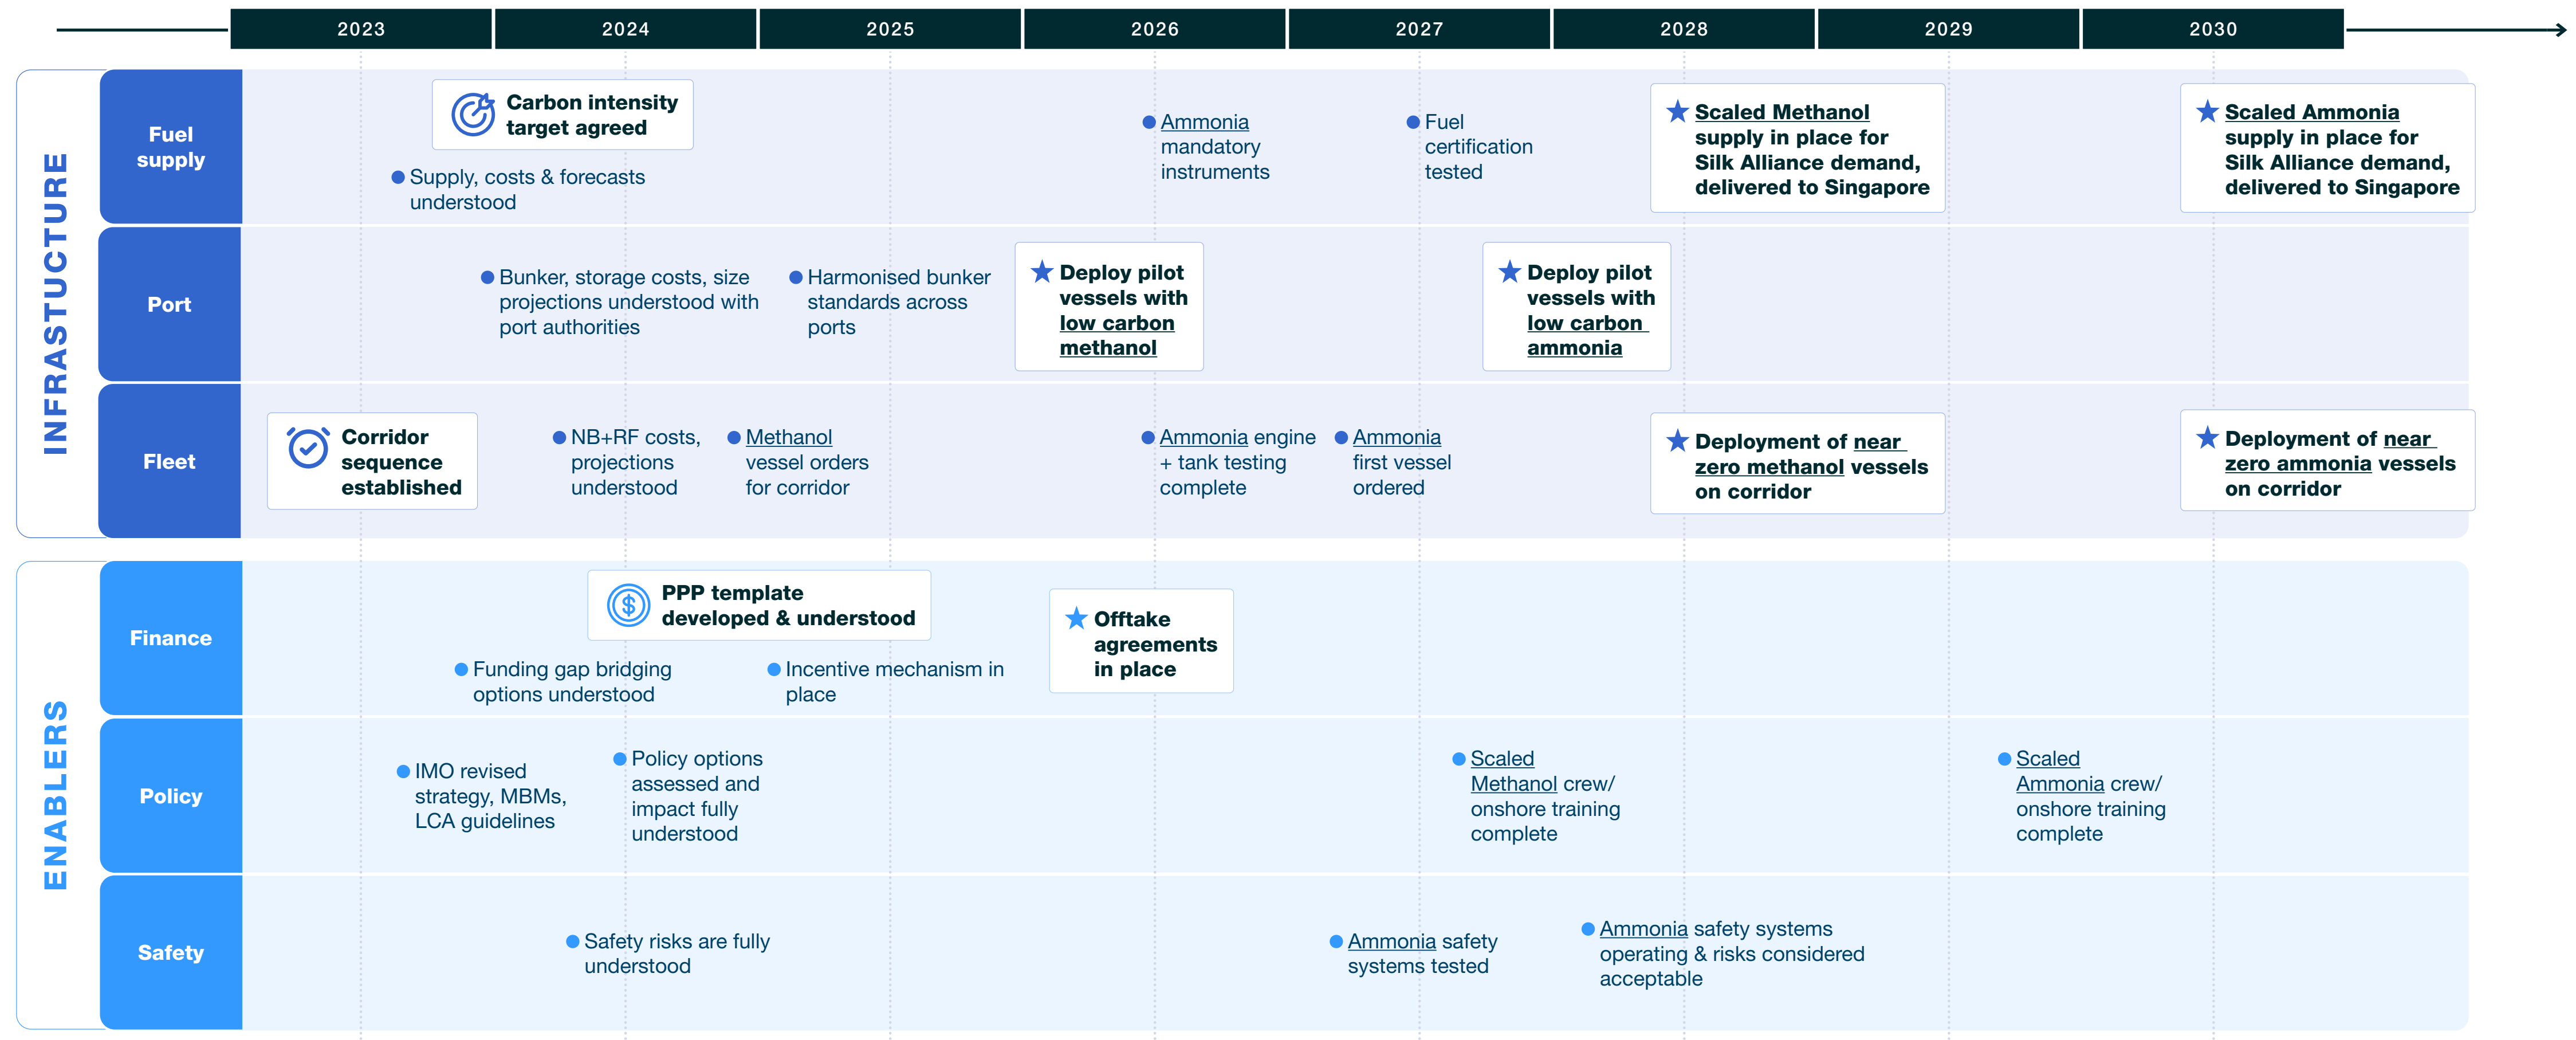 2023
2024
2025
2026
2027
2028
2029
2030
INFRASTUCTURE
Fuel
supply
Carbon intensity
target agreed
Supply, costs & forecasts
understood
Ammonia
mandatory
instruments
Fuel
certification
tested
Scaled Methanol
supply in place for
Silk Alliance demand,
delivered to Singapore
Scaled Ammonia
supply in place for
Silk Alliance demand,
delivered to Singapore
Port
Bunker, storage costs, size
projections understood with
port authorities
Harmonised bunker
standards across
ports
Deploy pilot
vessels with
low carbon
methanol
Deploy pilot
vessels with
low carbon
ammonia
Fleet
Corridor
sequence
established
NB+RF costs,
projections
understood
Methanol
vessel orders
for corridor
Ammonia engine
+ tank testing
complete
Ammonia
first vessel
ordered
Deployment of near
zero methanol vessels
on corridor
Deployment of near
zero ammonia vessels
on corridor
ENABLERS
Finance
$
PPP template
developed & understood
Funding gap bridging
options understood
Incentive mechanism in
place
Offtake
agreements
in place
Policy
IMO revised
strategy, MBMs,
LCA guidelines
Policy options
assessed and
impact fully
understood
Scaled
Methanol crew/
onshore training
complete
Scaled
Ammonia crew/
onshore training
complete
Safety
Safety risks are fully
understood
Ammonia safety
systems tested
Ammonia safety systems
operating & risks considered
acceptable